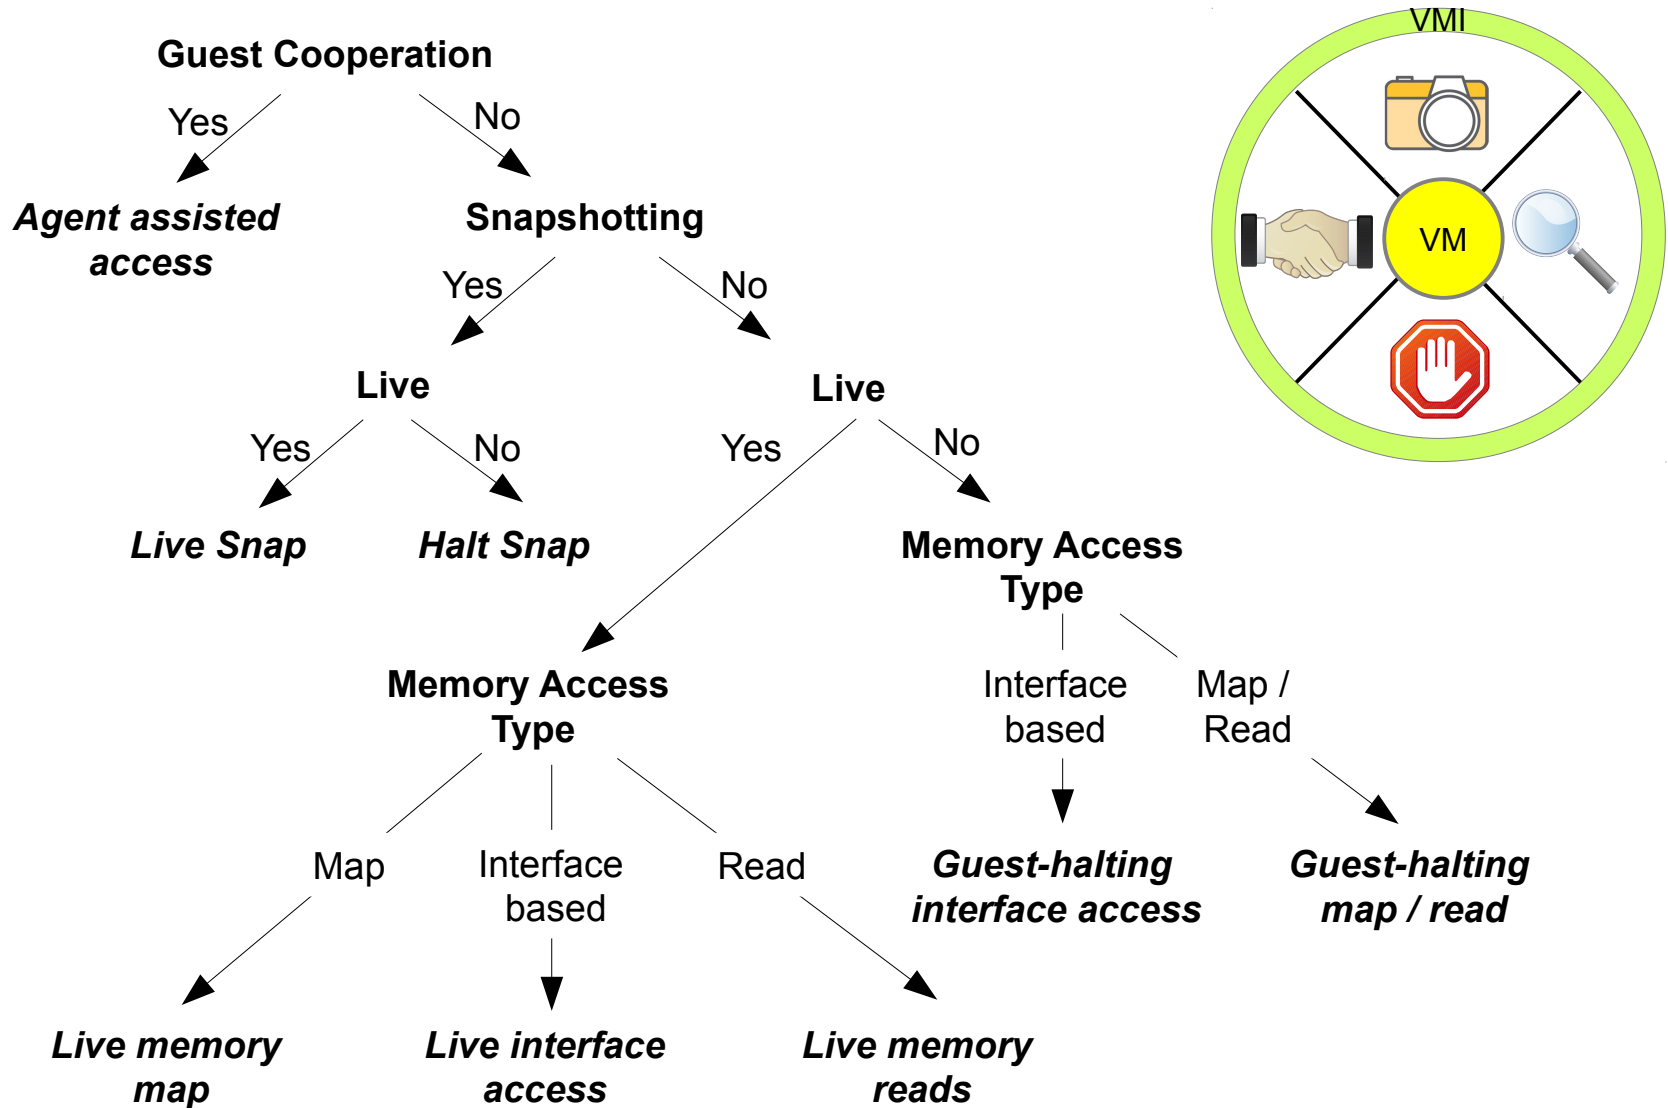 VMI
Guest Cooperation
Yes
No
Agent assisted
access
Snapshotting
VM
Yes
No
Live
Live
Yes
No
Yes
No
Live Snap
Halt Snap
Memory Access
Type
Memory Access
Type
Interface
based
Map /
Read
Map
Interface
based
Read
Guest-halting
interface access
Guest-halting
map / read
Live memory
map
Live interface
access
Live memory
reads